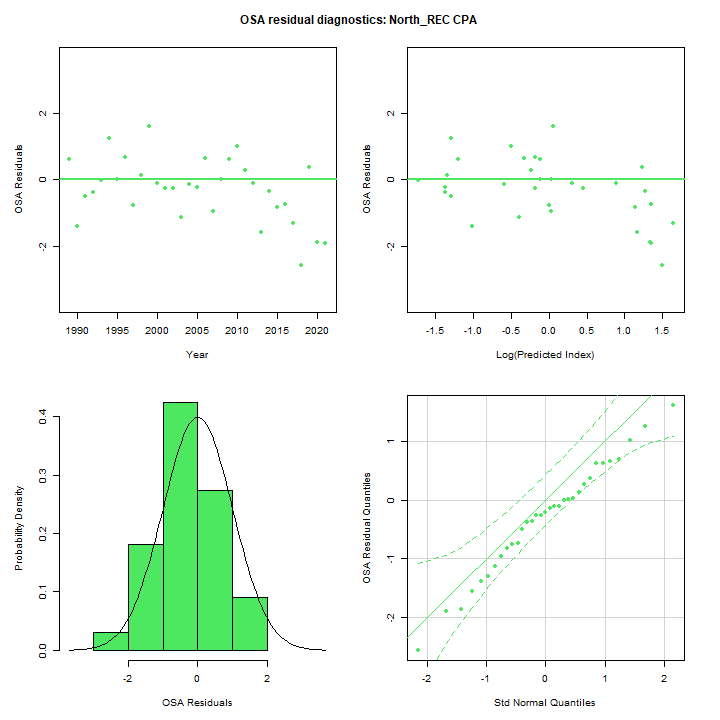 OSA residual diagnostics: North_REC CPA
OSA Residuals
2
0
-2
1990 1995 2000 2005 2010 2015 2020
Year
OSA Residuals
2
0
-2
-1.5 -1.0 -0.5 0.0 0.5 1.0 1.5
Log(Predicted Index)
Probability Density
0.4
0.3
0.2
0.1
0.0
-2 0 2
OSA Residuals
OSA Residual Quantiles
1
0
-1
-2
-2 -1 0 1 2
Std Normal Quantiles